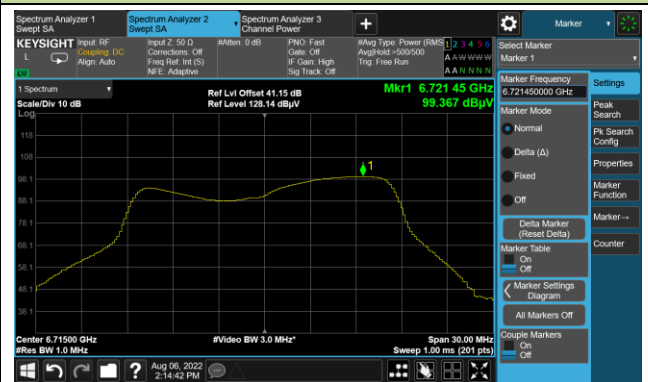 Spectrum Analyzer 1
Swept SA
Spectrum Analyzer 2
Swept SA
Spectrum Analyzer 3
Channel Power
Marker
KEYSIGHT
L
Input: RF
Coupling: DC
Align: Auto
Input Z: 50 Ω
Corrections: Off
Freq Ref: Int (S)
NFE: Adaptive
#Atten: 0 dB
PNO: Fast
Gate: Off
IF Gain: High
Sig Track: Off
#Avg Type: Power (RMS)
Avg|Hold:>500/500
Trig: Free Run
1 2 3 4 5 6
A A W W W W
A A N N N N
Select Marker
Marker 1
1 Spectrum
Scale/Div 10 dB
Log
Ref Lvl Offset 41.15 dB
Ref Level 128.14 dBµV
Mkr1 6.721 45 GHz
99.367 dBµV
118
108
98.1
88.1
78.1
68.1
58.1
48.1
38.1
1
Center 6.71500 GHz
#Res BW 1.0 MHz
#Video BW 3.0 MHz*
Span 30.00 MHz
Sweep 1.00 ms (201 pts)
Marker Frequency
6.721450000 GHz
Marker Mode
Normal
Delta (Δ)
Fixed
Off
Delta Marker
(Reset Delta)
Marker Table
On
Off
Marker Settings
Diagram
All Markers Off
Couple Markers
On
Off
Settings
Peak
Search
Pk Search
Config
Properties
Marker
Function
Marker→
Counter
?
Aug 06, 2022
2:14:42 PM